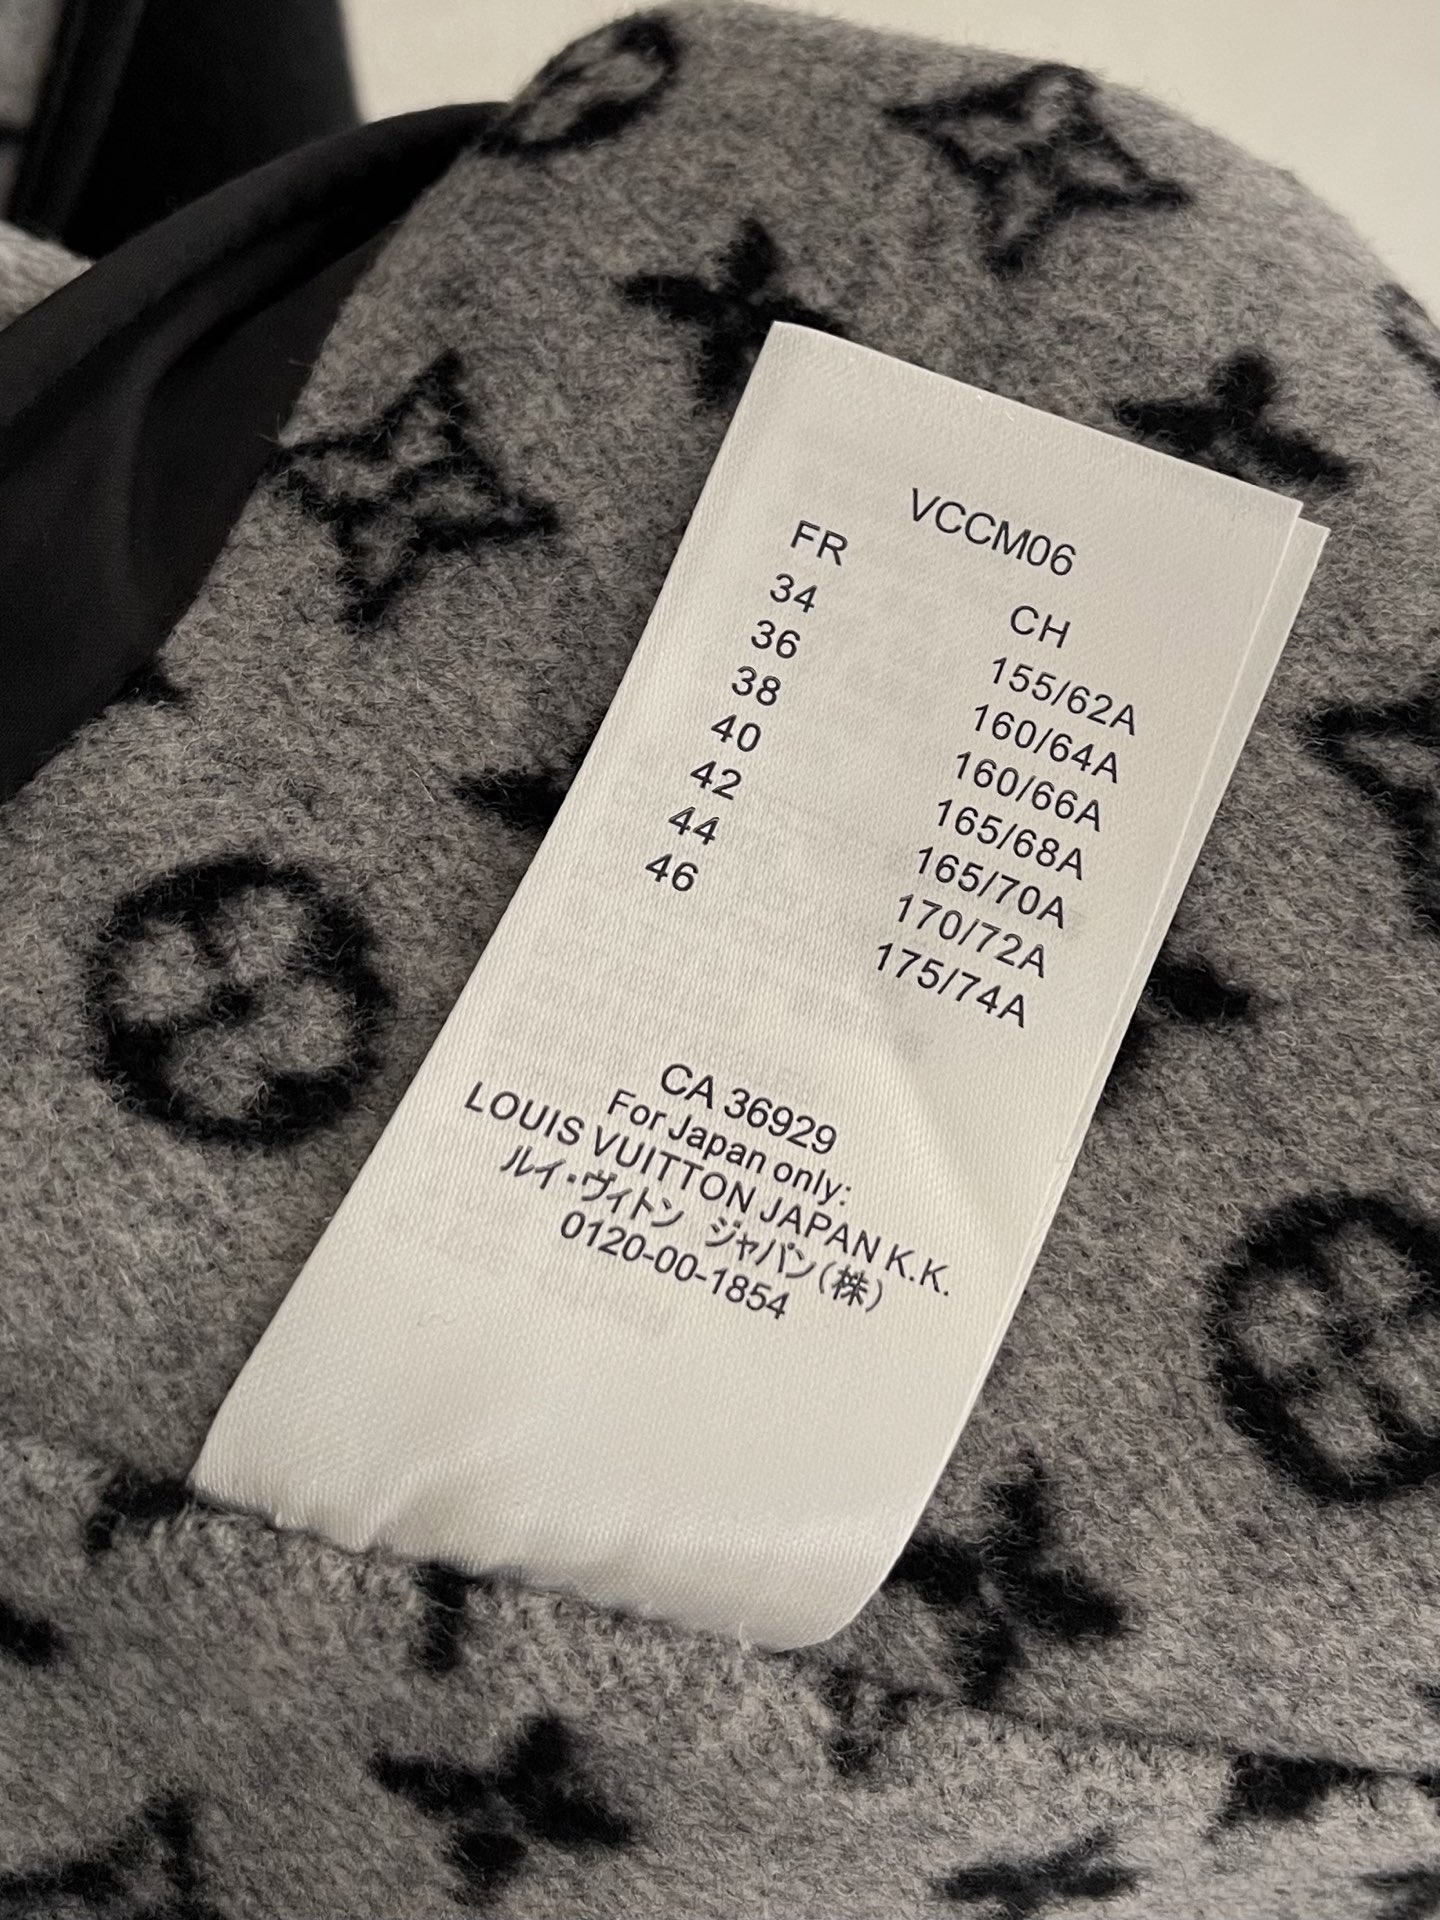 VCCM06
FR CH
34 155/62A
36 160/64A
38 160/66A
40 165/68A
42 165/70A
44 170/72A
46 175/74A
CA 36929
For Japan only:
LOUIS VUITTON JAPAN K.K.
ルイ・ヴィトン ジャパン(株)
0120-00-1854